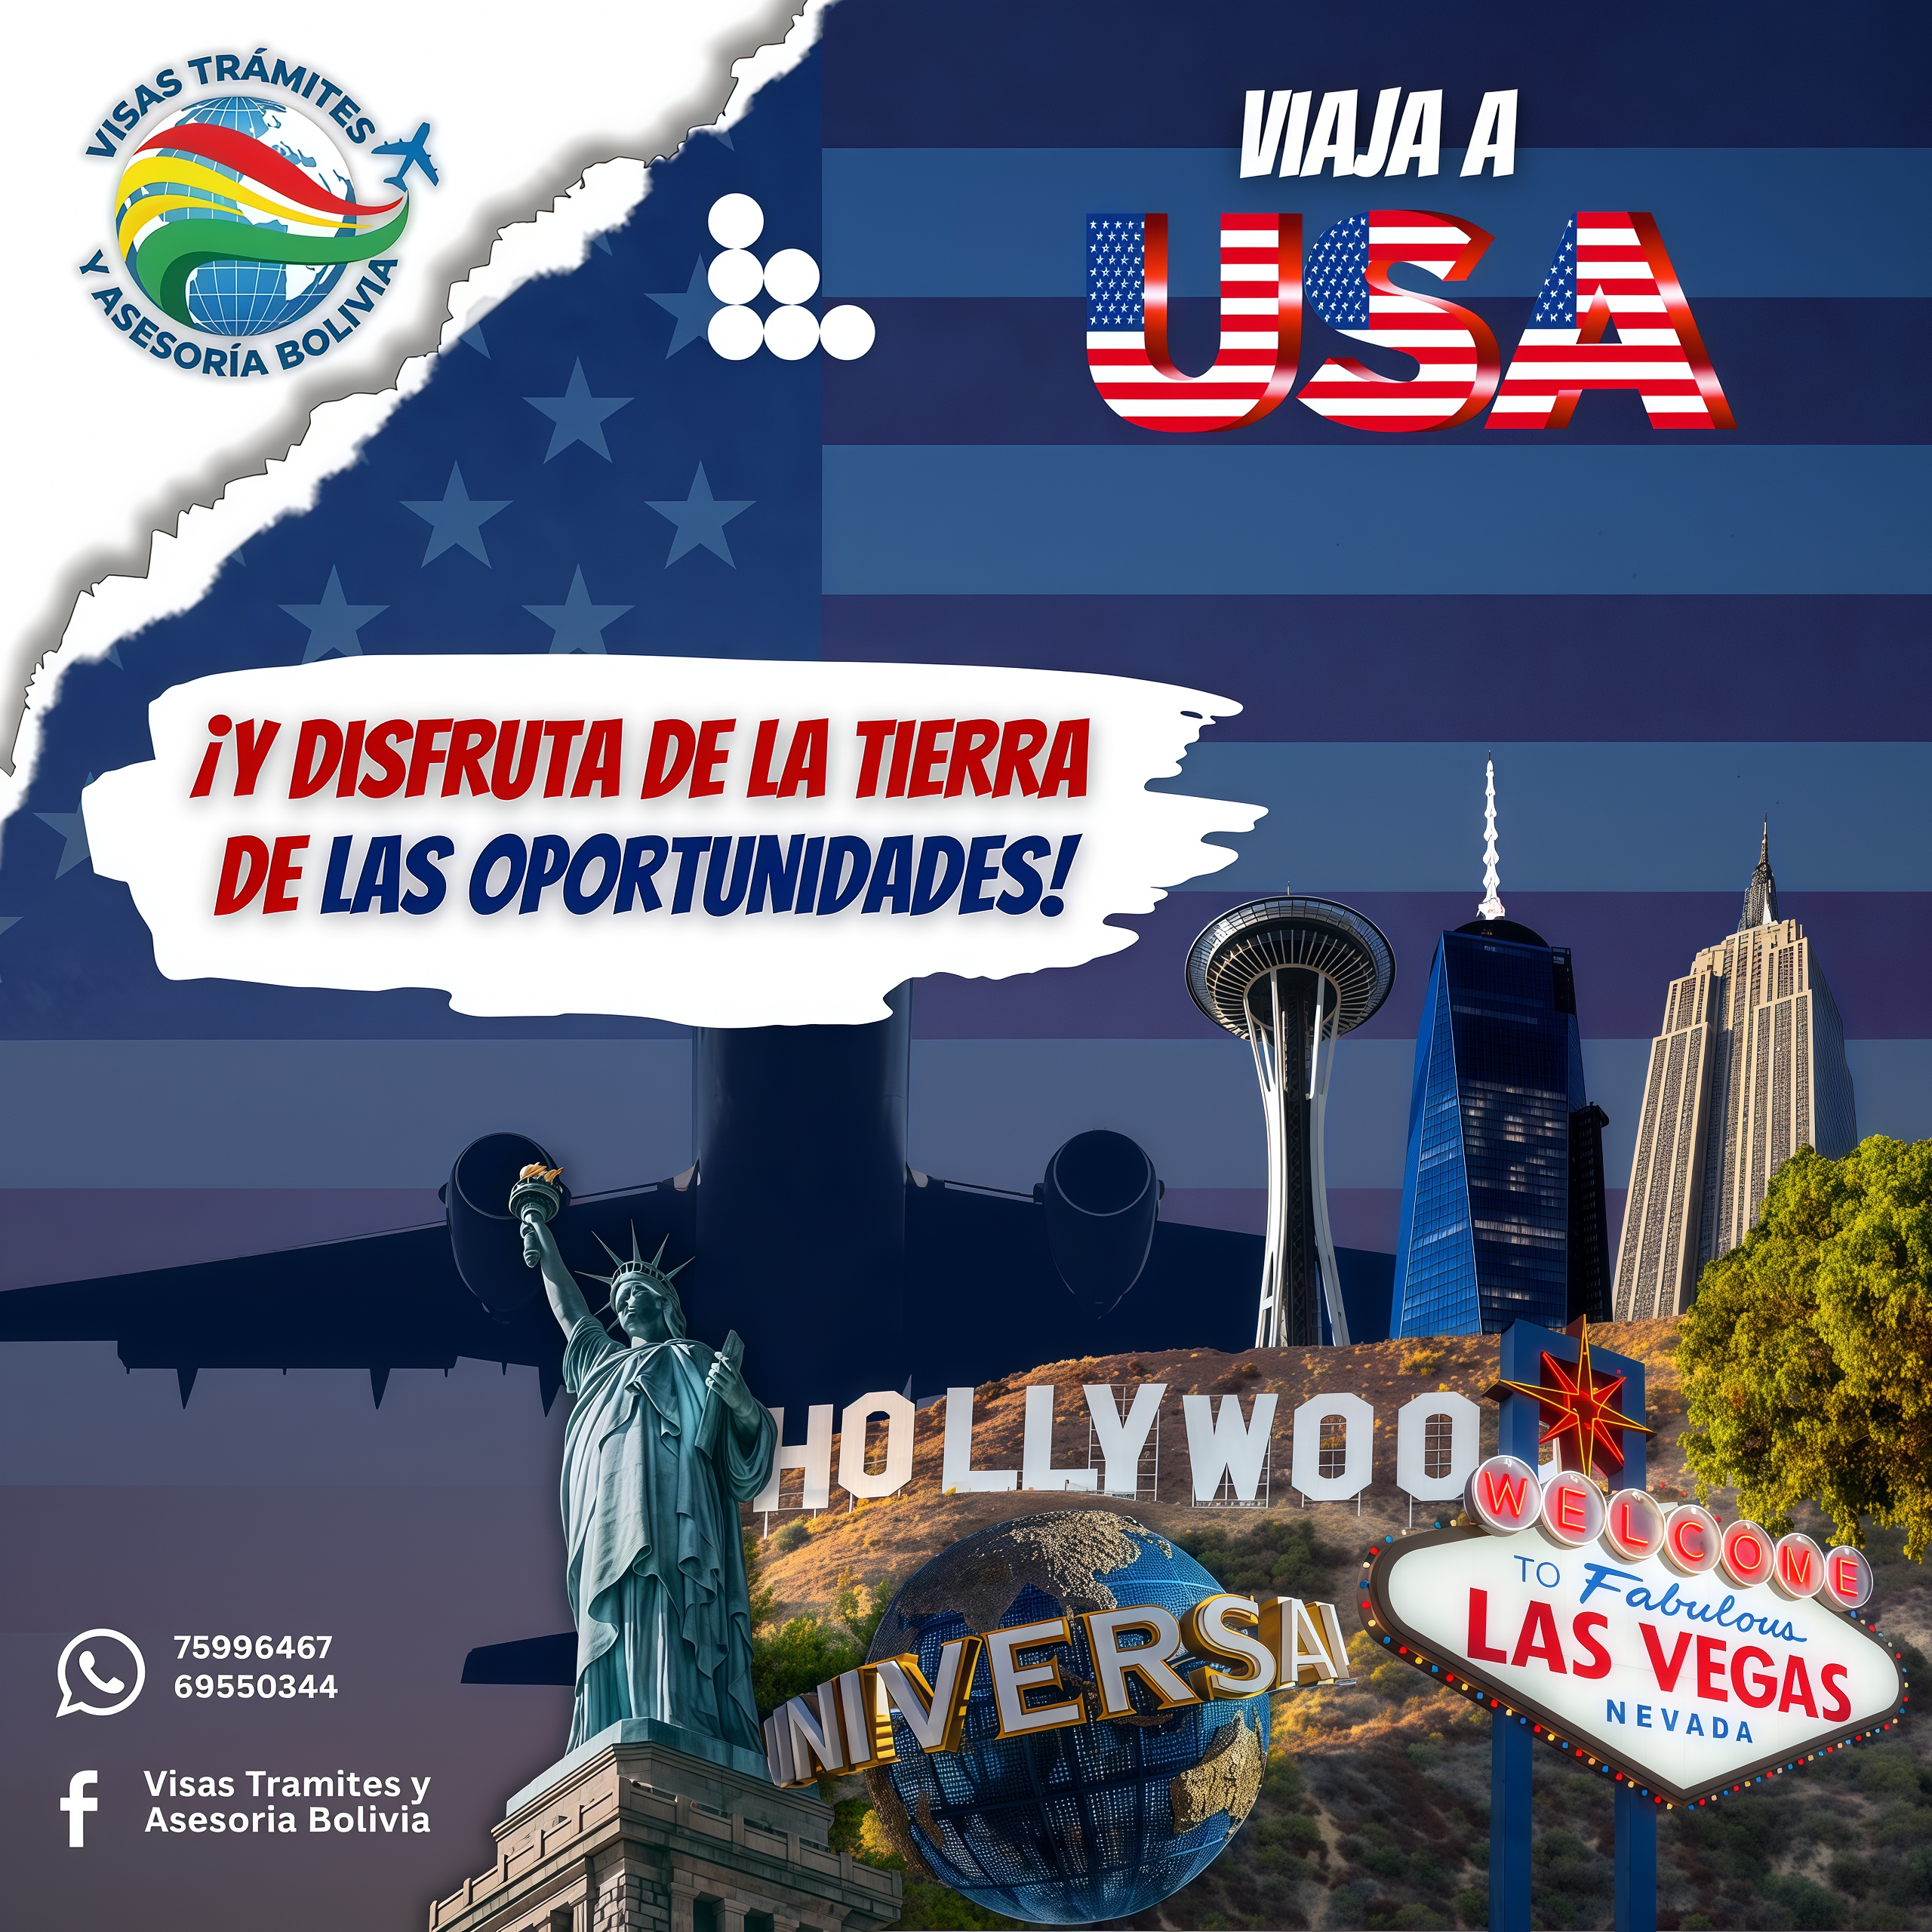 VISAS TRÁMITES
Y ASESORÍA BOLIVIA
VIAJA A
USA
¡Y DISFRUTA DE LA TIERRA
DE LAS OPORTUNIDADES!
HOLLYWOO
WELCOME
TO Fabulous
LAS VEGAS
NEVADA
NIVERSAL
75996467
69550344
Visas Tramites y
Asesoria Bolivia